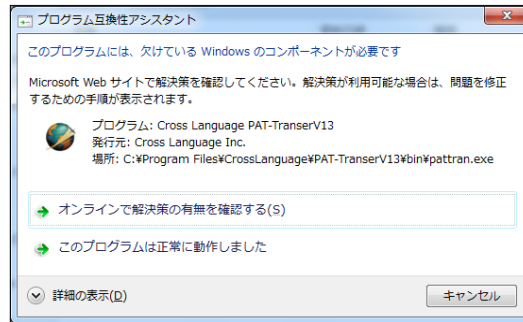 プログラム互換性アシスタント
このプログラムには、欠けている Windows のコンポーネントが必要です
Microsoft Web サイトで解決策を確認してください。解決策が利用可能な場合は、問題を修正
するための手順が表示されます。
プログラム: Cross Language PAT-TranserV13
発行元: Cross Language Inc.
場所: C:¥Program Files¥CrossLanguage¥PAT-TranserV13¥bin¥pattran.exe
オンラインで解決策の有無を確認する(S)
このプログラムは正常に動作しました
詳細の表示(D)
キャンセル